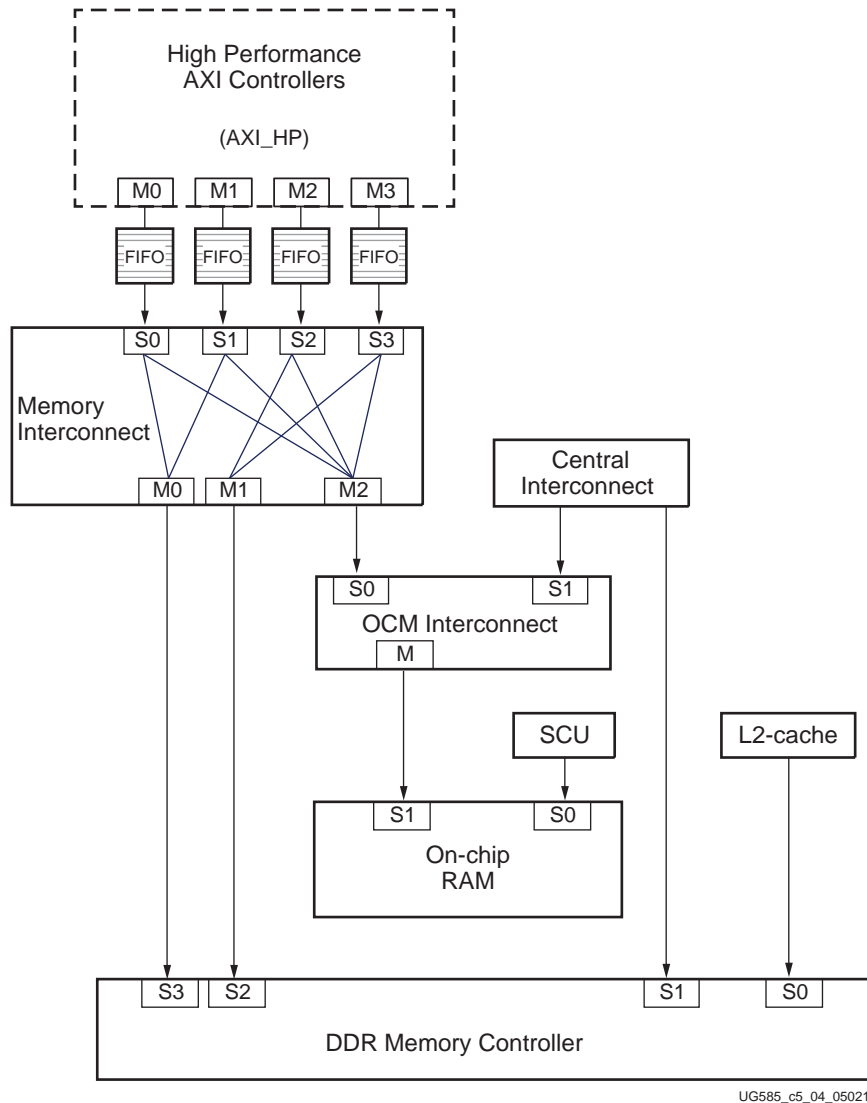 High Performance
AXI Controllers
(AXI_HP)
M0 M1 M2 M3
FIFO FIFO FIFO FIFO
S0 S1 S2 S3
Memory
Interconnect
M0 M1 M2
Central
Interconnect
S0 S1
OCM Interconnect
M
SCU
L2-cache
S1 S0
On-chip
RAM
S3 S2 S1 S0
DDR Memory Controller
UG585_c5_04_05021